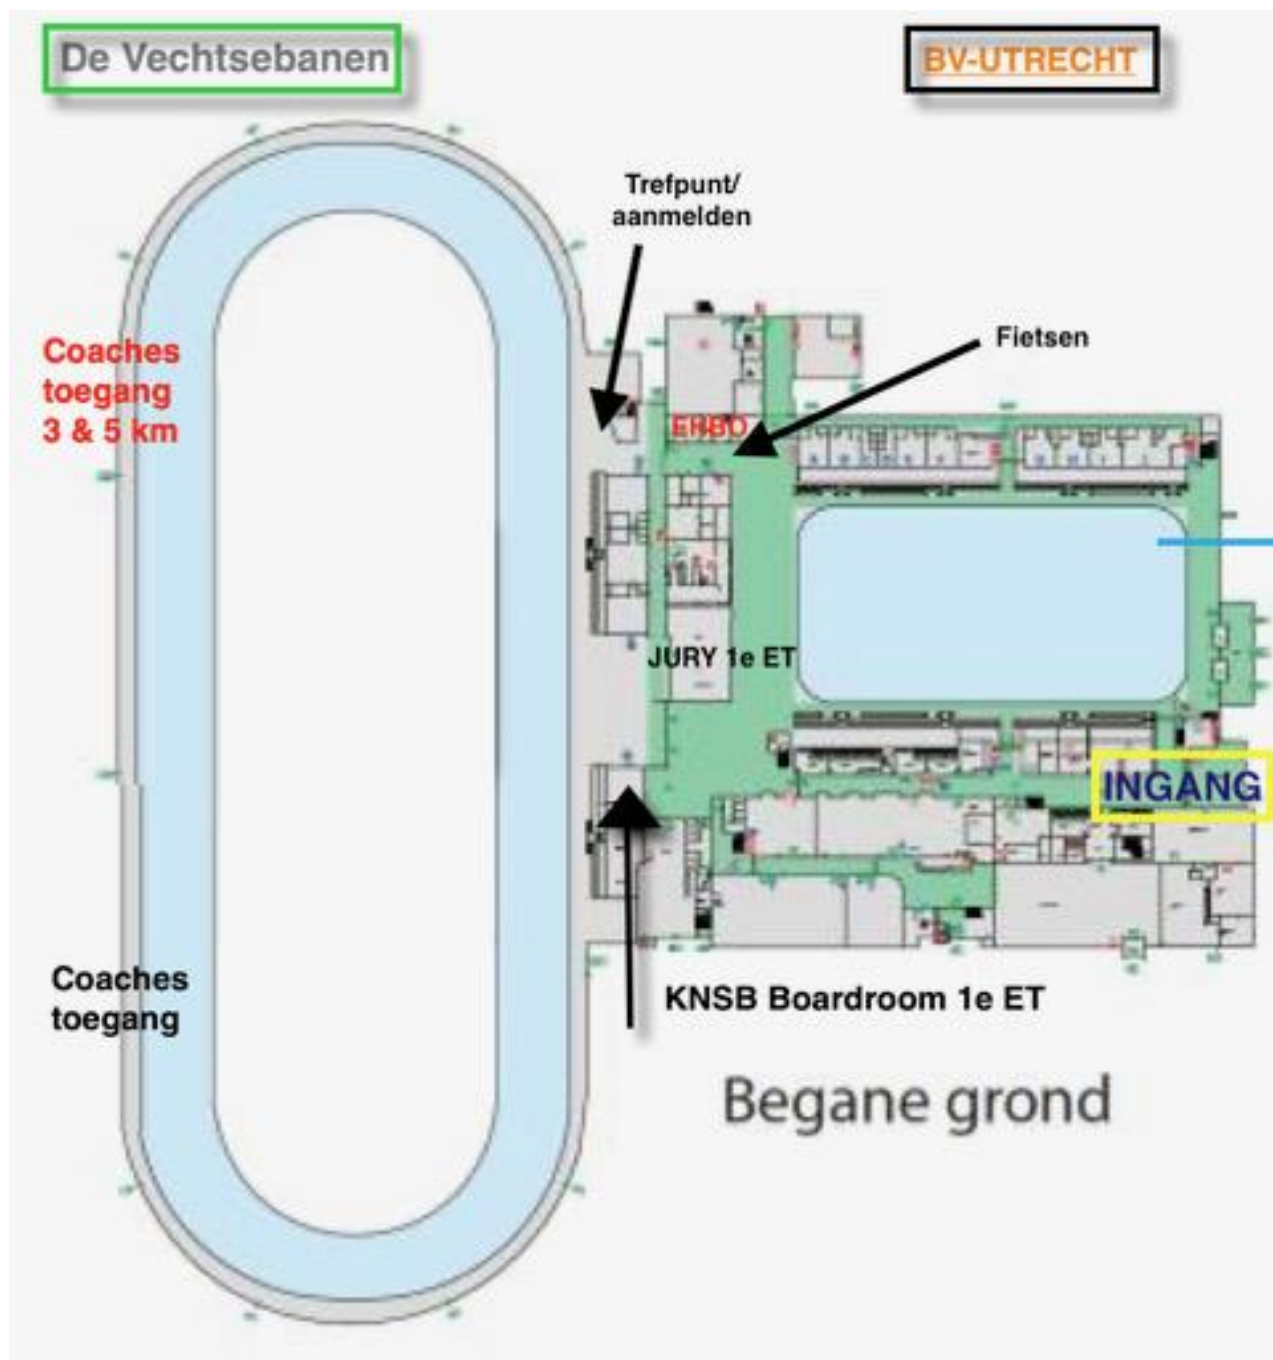 De Vechtsebanen
BV-UTRECHT
Trefpunt/
aanmelden
Fietsen
Coaches
toegang
3 & 5 km
EHBO
JURY 1e ET
INGANG
Coaches
toegang
KNSB Boardroom 1e ET
Begane grond